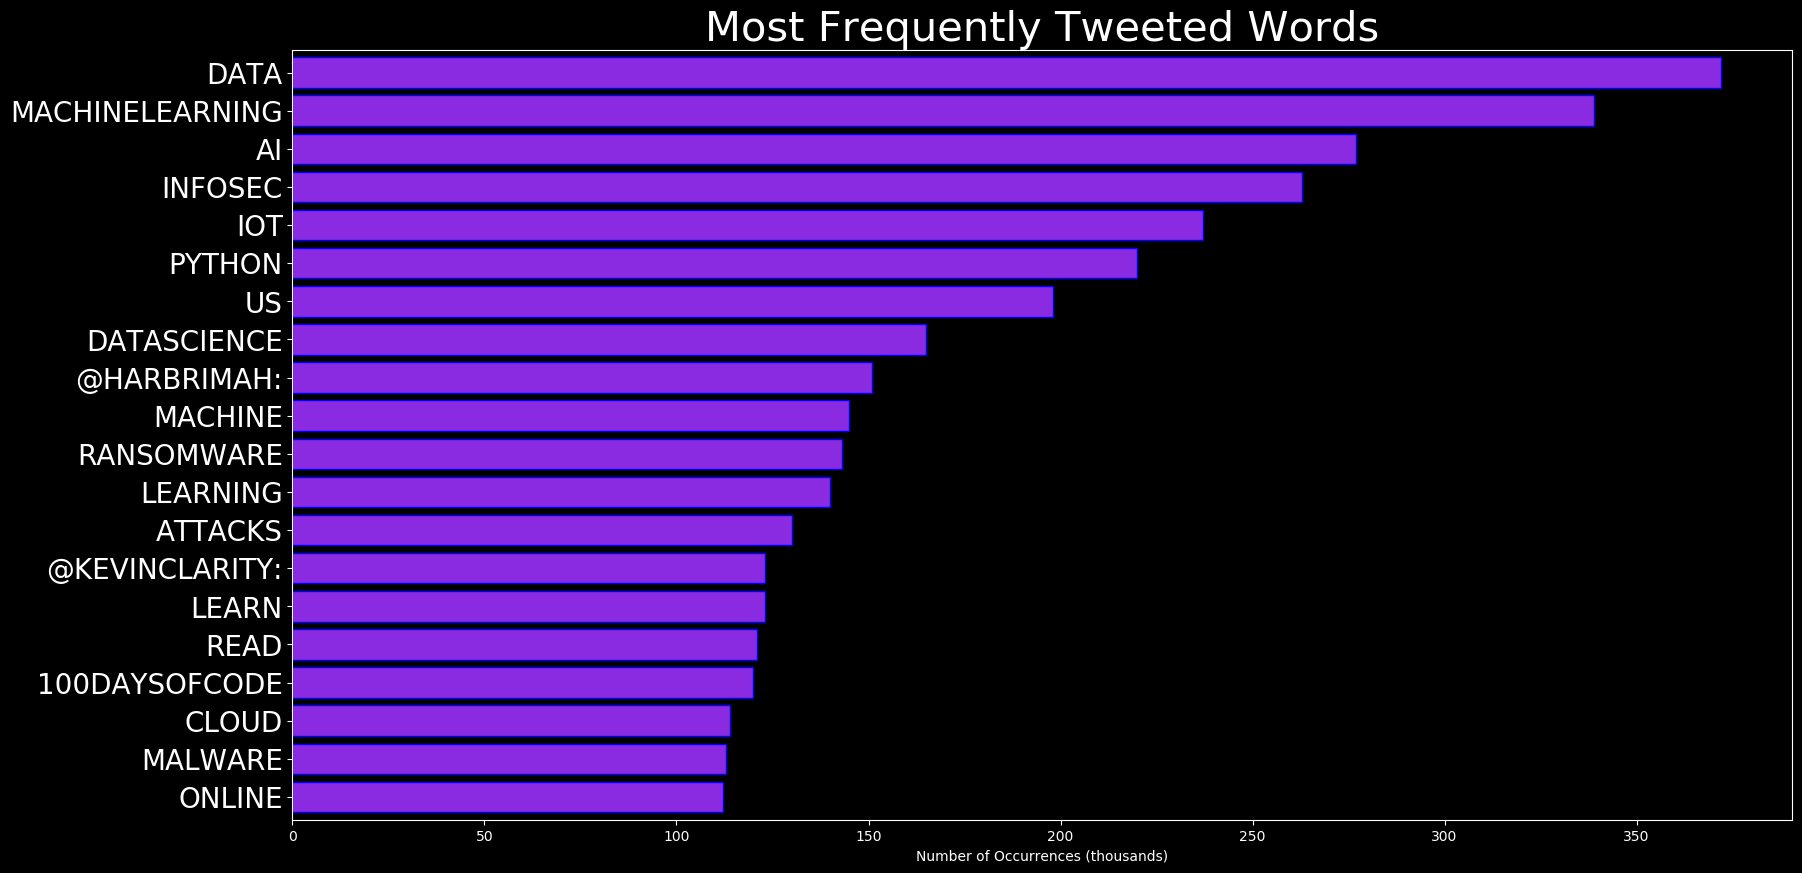 Most Frequently Tweeted Words
DATA
MACHINELEARNING
AI
INFOSEC
IOT
PYTHON
US
DATASCIENCE
@HARBRIMAH:
MACHINE
RANSOMWARE
LEARNING
ATTACKS
@KEVINCLARITY:
LEARN
READ
100DAYSOFCODE
CLOUD
MALWARE
ONLINE
0 50 100 150 200 250 300 350
Number of Occurrences (thousands)